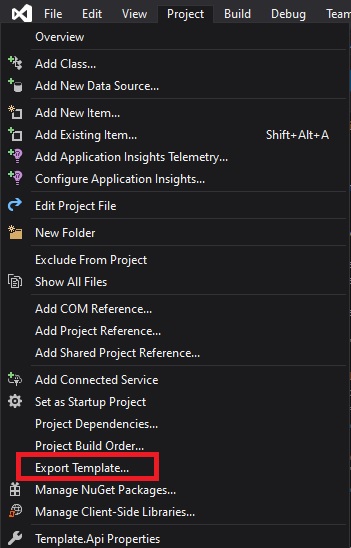 File Edit View Project Build Debug Team
Overview
Add Class...
Add New Data Source...
Add New Item...
Add Existing Item... Shift+Alt+A
Add Application Insights Telemetry...
Configure Application Insights...
Edit Project File
New Folder
Exclude From Project
Show All Files
Add COM Reference...
Add Project Reference...
Add Shared Project Reference...
Add Connected Service
Set as Startup Project
Project Dependencies...
Project Build Order...
Export Template...
Manage NuGet Packages...
Manage Client-Side Libraries...
Template.Api Properties